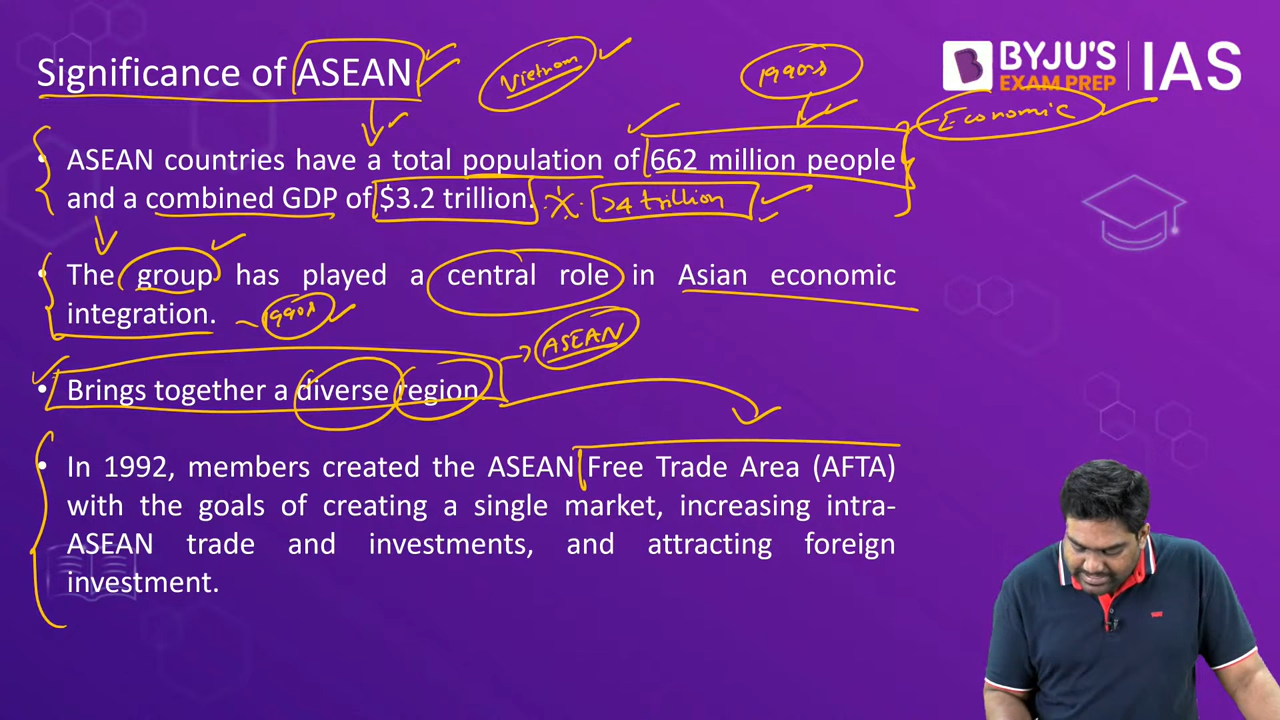 Significance of ASEAN
Vietnam
1990s
BYJU'S
EXAM PREP
IAS
Economic
• ASEAN countries have a total population of 662 million people
and a combined GDP of $3.2 trillion.
>4 trillion
• The group has played a central role in Asian economic
integration.
1990s
ASEAN
• Brings together a diverse region
• In 1992, members created the ASEAN Free Trade Area (AFTA)
with the goals of creating a single market, increasing intra-
ASEAN trade and investments, and attracting foreign
investment.